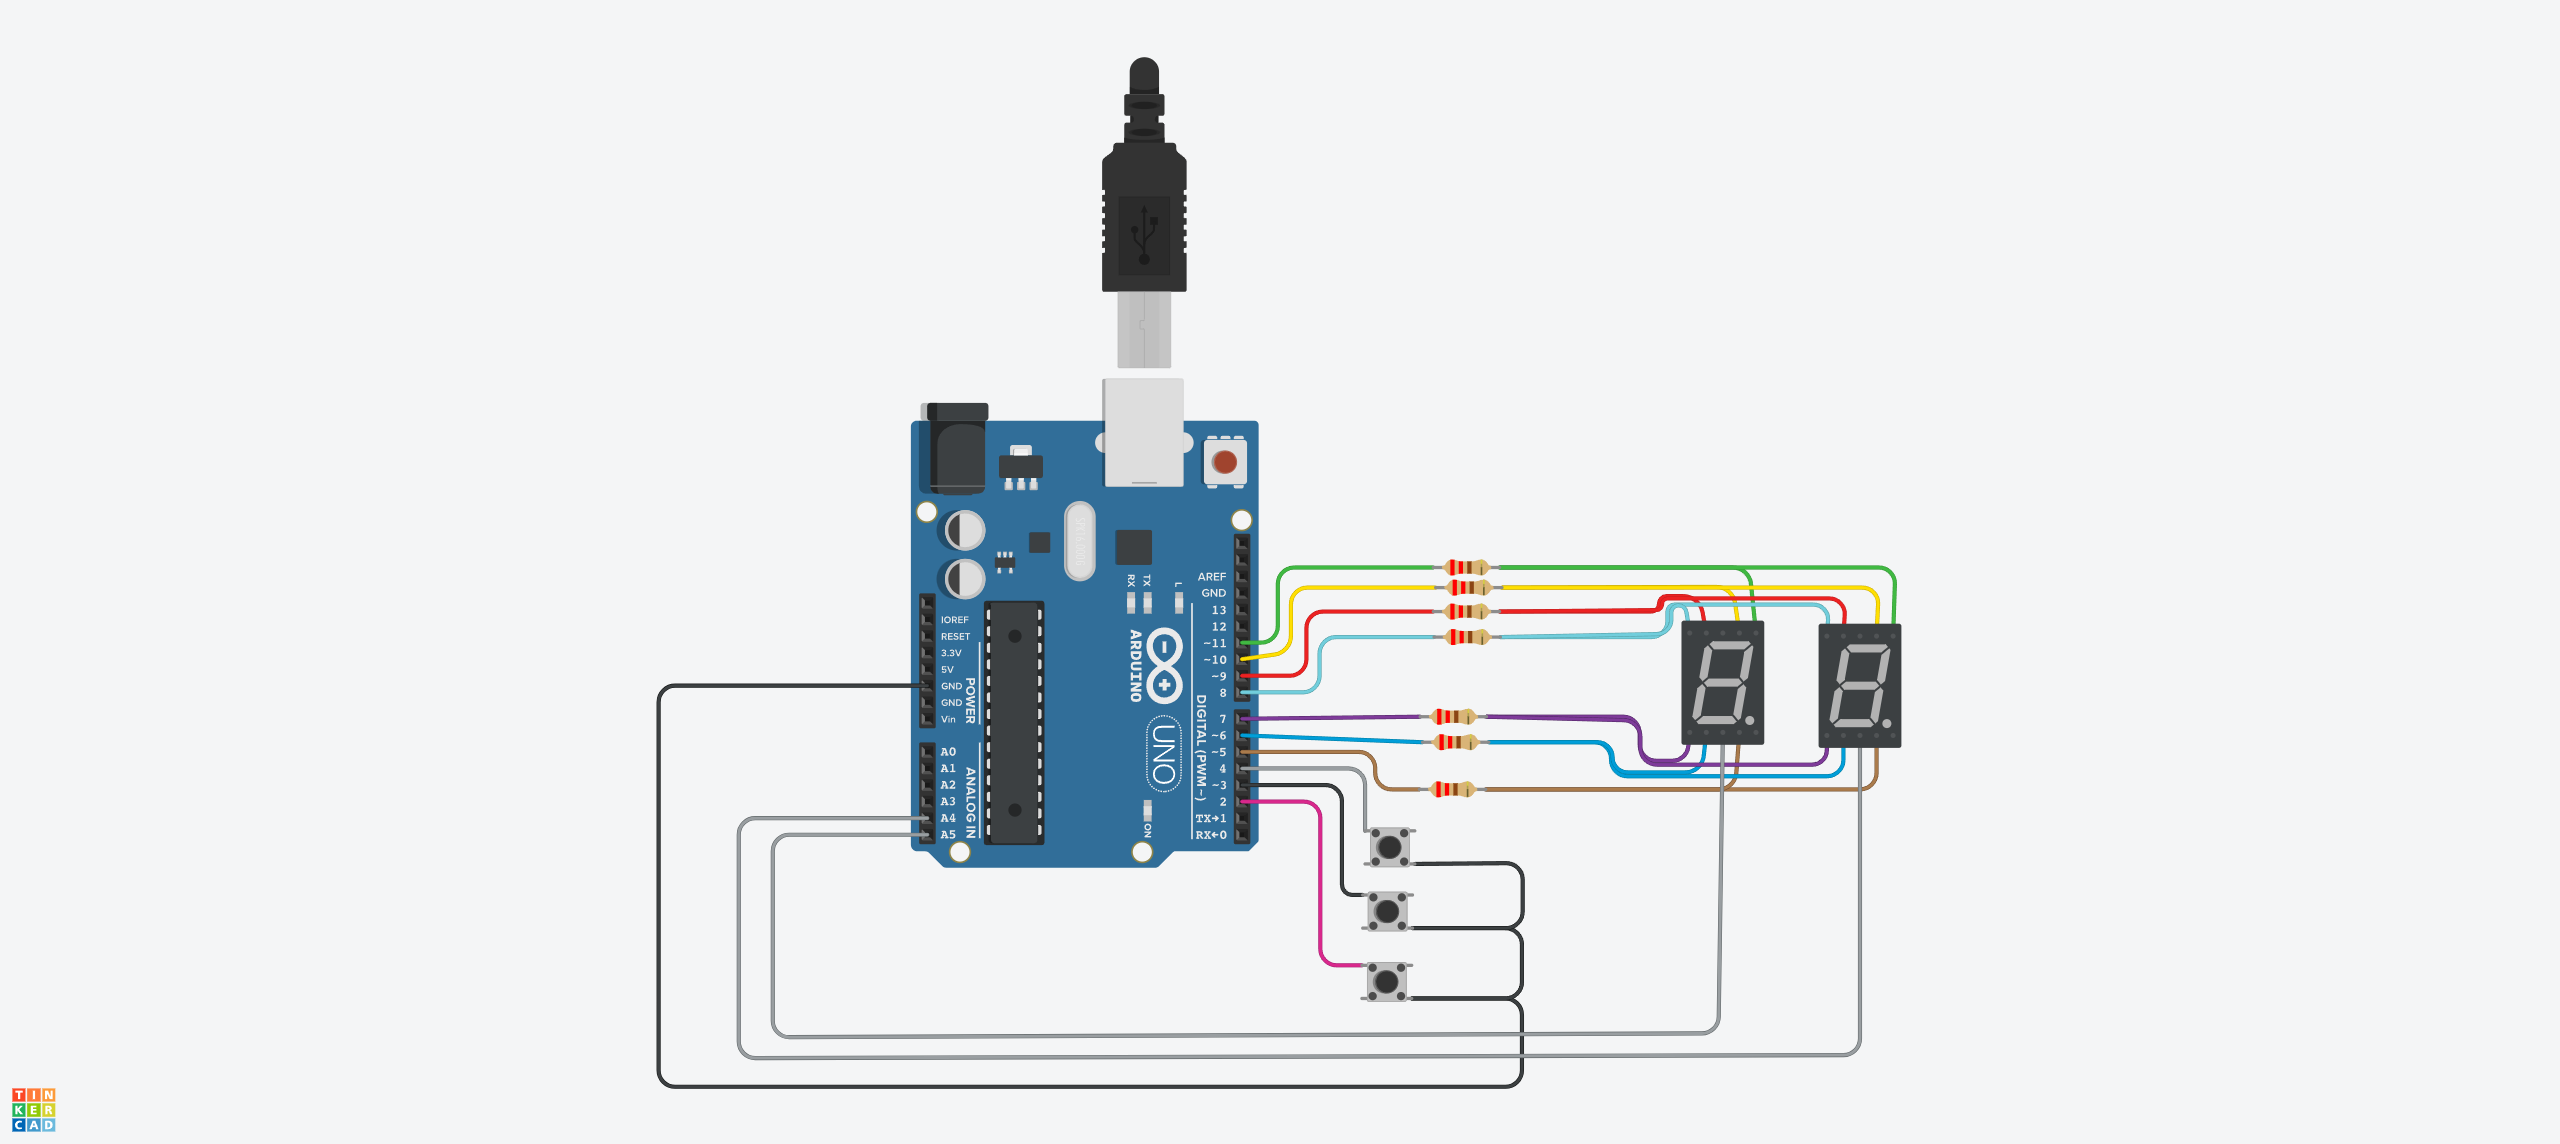 AREF
GND
13
12
~11
~10
~9
8
7
~6
~5
4
~3
2
TX→1
RX←0
DIGITAL (PWM~)
IOREF
RESET
3.3V
5V
GND
GND
Vin
POWER
A0
A1
A2
A3
A4
A5
ANALOG IN
RX
TX
L
ARDUINO
UNO
ON
TIN
KER
CAD